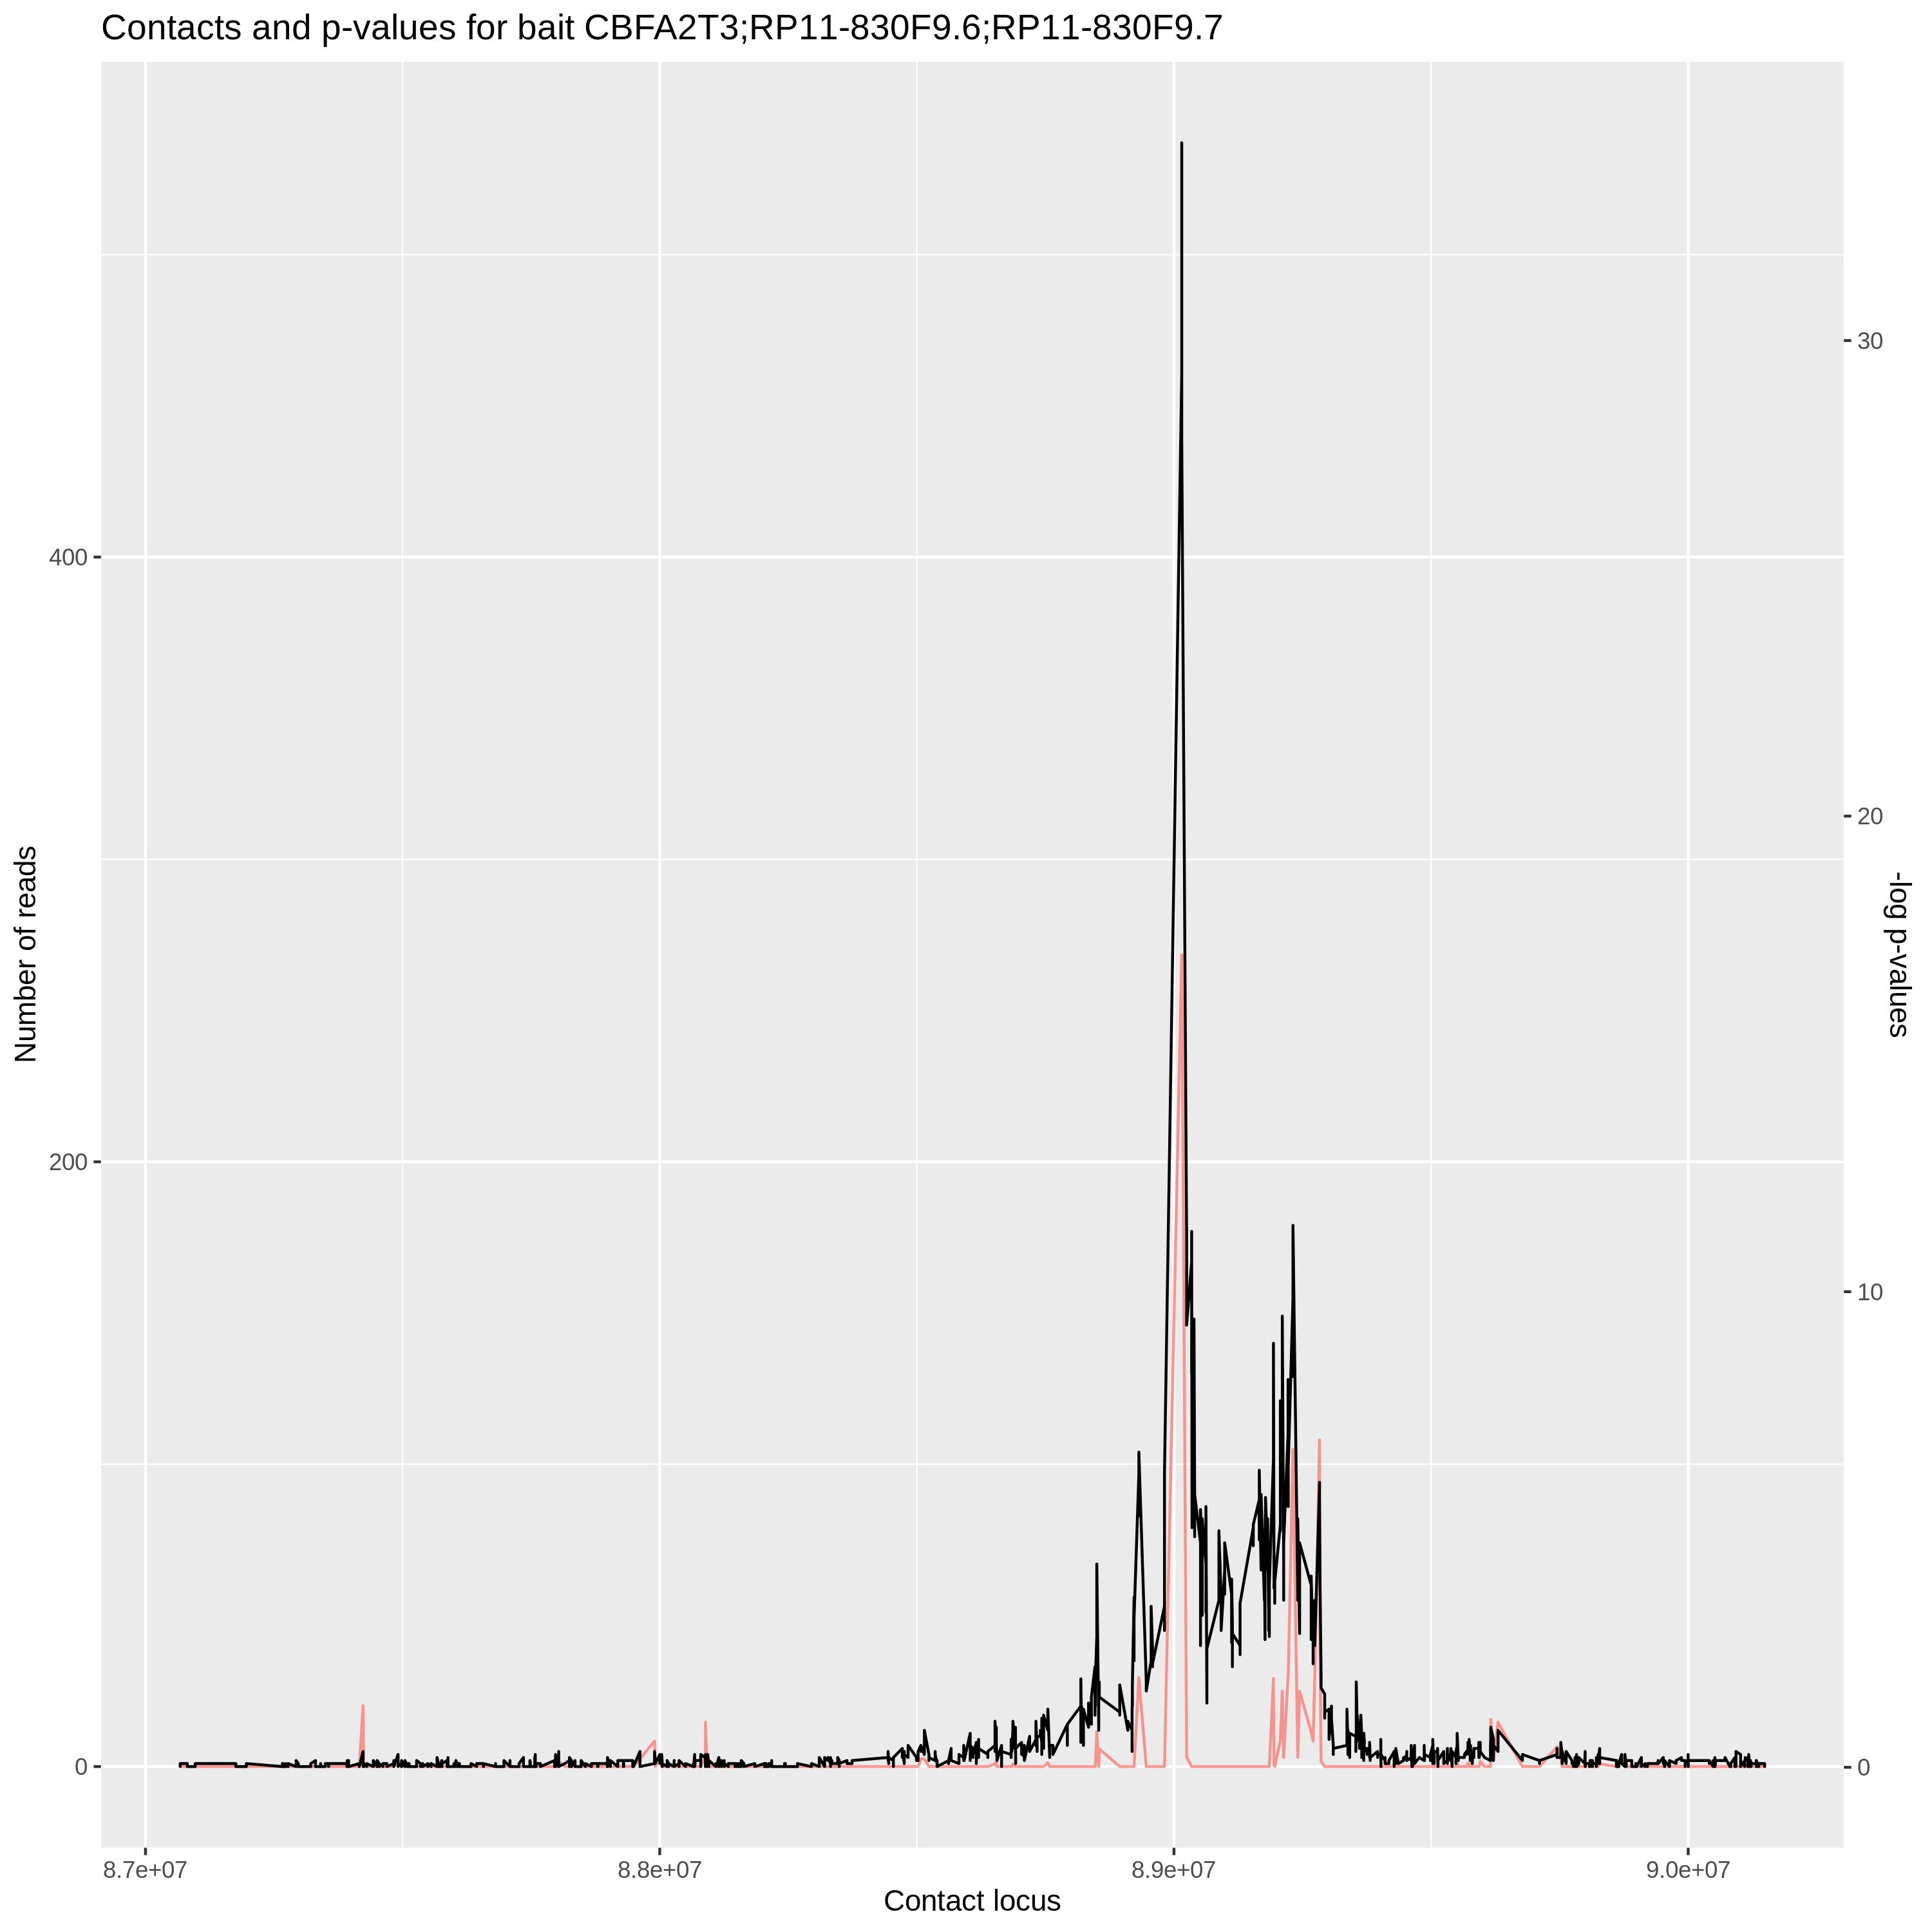 Contacts and p-values for bait CBFA2T3;RP11-830F9.6;RP11-830F9.7
Number of reads
400
200
0
30
20
10
0
-log p-values
8.7e+07 8.8e+07 8.9e+07 9.0e+07
Contact locus